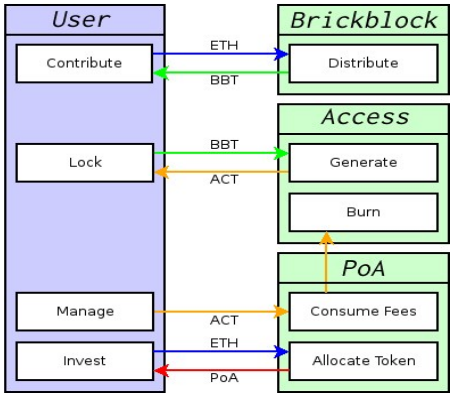 User
Brickblock
Contribute
ETH
BBT
Distribute
Access
Lock
BBT
ACT
Generate
Burn
PoA
Manage
ACT
Consume Fees
Invest
ETH
PoA
Allocate Token